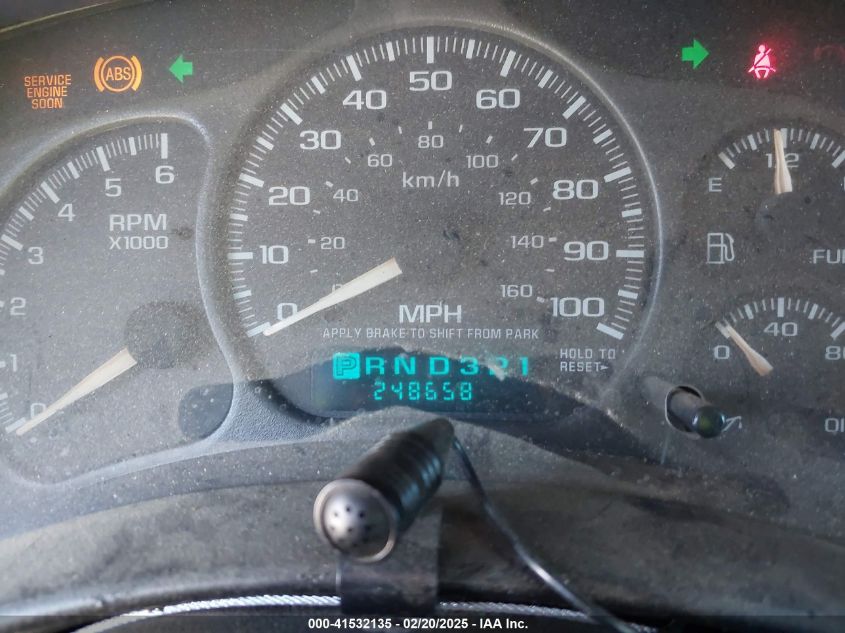 SERVICE
ENGINE
SOON
ABS
0
1
2
3
4
5
6
RPM
X1000
0
10
20
30
40
50
60
70
80
90
100
20
40
60
80
100
120
140
160
km/h
MPH
APPLY BRAKE TO SHIFT FROM PARK
PRND321
248658
HOLD TO
RESET
E
1/2
FU
0
40
80
000-41532135 - 02/20/2025 - IAA Inc.